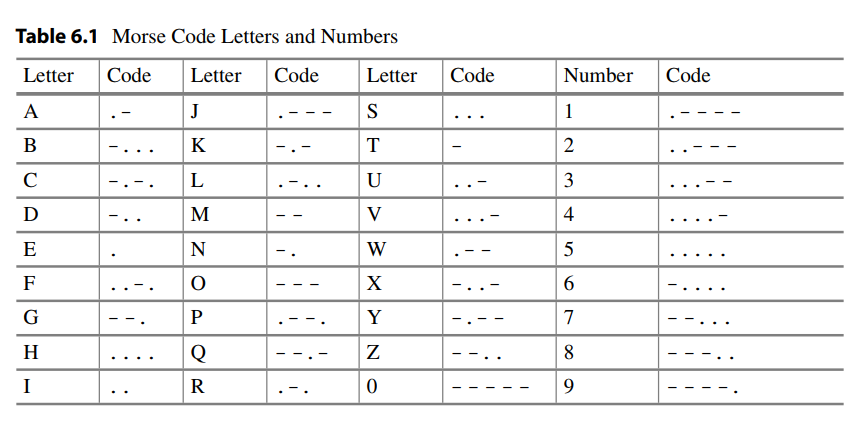 Table 6.1 Morse Code Letters and Numbers
Letter Code Letter Code Letter Code Number Code
A .– J .––– S ... 1 .––––
B –... K –.– T – 2 ..–––
C –.–. L .–.. U ..– 3 ...––
D –.. M –– V ...– 4 ....–
E . N –. W .–– 5 .....
F ..–. O ––– X –..– 6 –....
G ––. P .––. Y –.–– 7 ––...
H .... Q ––.– Z ––.. 8 –––..
I .. R .–. 0 ––––– 9 ––––.